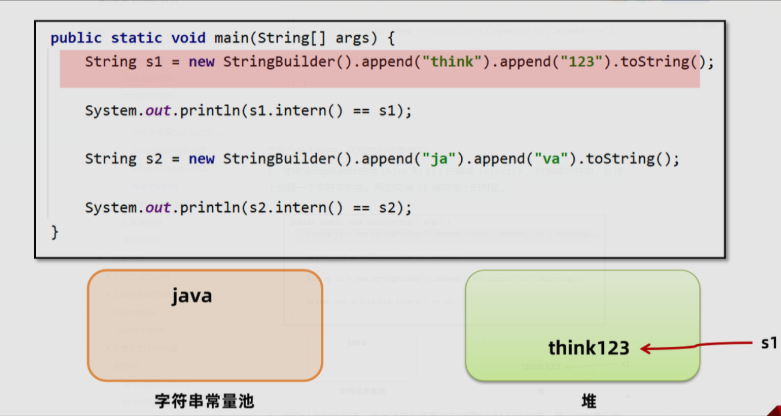 public static void main(String[] args) {
String s1 = new StringBuilder().append("think").append("123").toString();
System.out.println(s1.intern() == s1);
String s2 = new StringBuilder().append("ja").append("va").toString();
System.out.println(s2.intern() == s2);
}
java
think123
s1
字符串常量池
堆